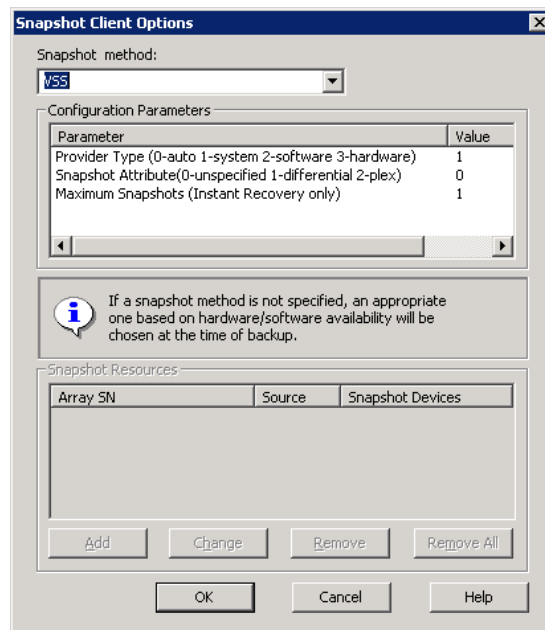 Snapshot Client Options
Snapshot method:
VSS
Configuration Parameters
Parameter Value
Provider Type (0-auto 1-system 2-software 3-hardware) 1
Snapshot Attribute(0-unspecified 1-differential 2-plex) 0
Maximum Snapshots (Instant Recovery only) 1
If a snapshot method is not specified, an appropriate
one based on hardware/software availability will be
chosen at the time of backup.
Snapshot Resources
Array SN Source Snapshot Devices
Add Change Remove Remove All
OK Cancel Help